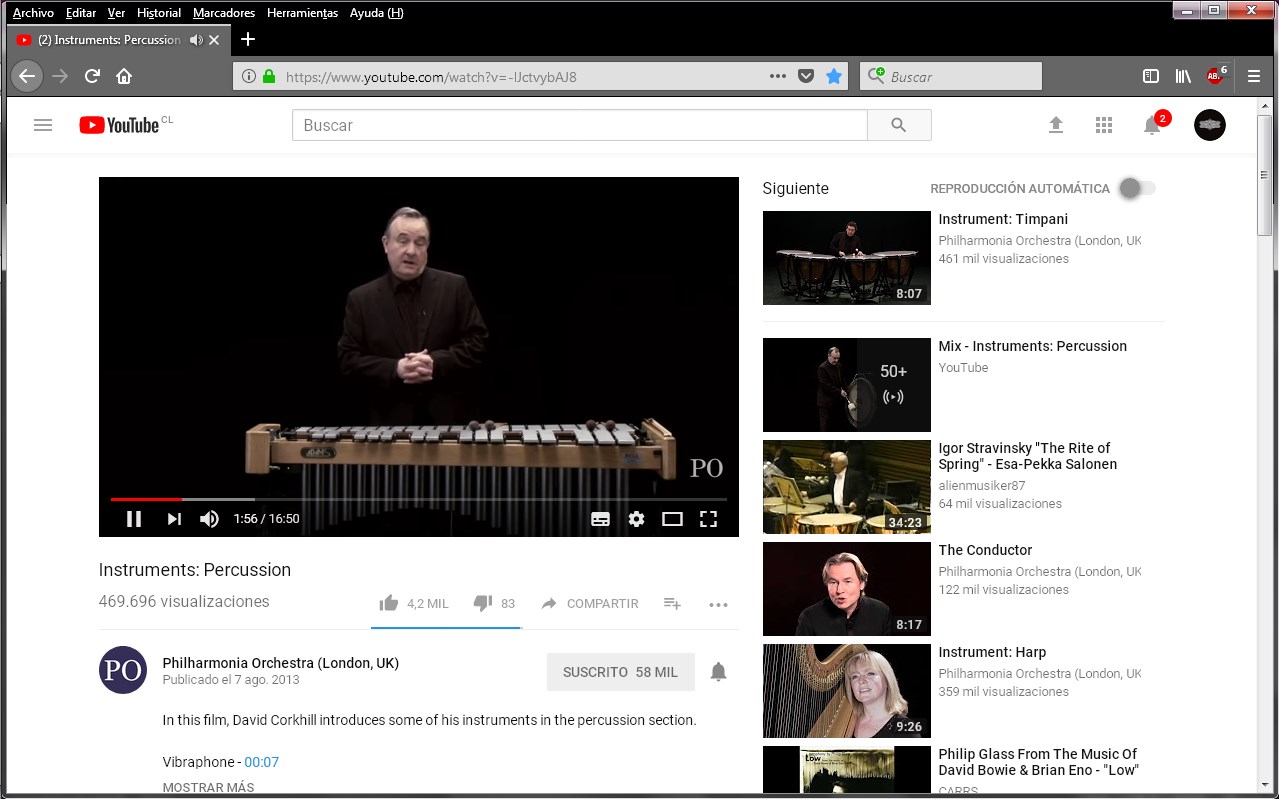 Archivo Editar Ver Historial Marcadores Herramientas Ayuda (H)
(2) Instruments: Percussion
https://www.youtube.com/watch?v=-lJctvybAJ8
Buscar
ABP 6
YouTube CL
Buscar
2
PO
1:56 / 16:50
Instruments: Percussion
469.696 visualizaciones
4,2 MIL 83 COMPARTIR
PO
Philharmonia Orchestra (London, UK)
Publicado el 7 ago. 2013
SUSCRITO 58 MIL
In this film, David Corkhill introduces some of his instruments in the percussion section.
Vibraphone - 00:07
MOSTRAR MÁS
Siguiente REPRODUCCIÓN AUTOMÁTICA
8:07
Instrument: Timpani
Philharmonia Orchestra (London, UK
461 mil visualizaciones
50+
Mix - Instruments: Percussion
YouTube
34:23
Igor Stravinsky "The Rite of
Spring" - Esa-Pekka Salonen
alienmusiker87
64 mil visualizaciones
8:17
The Conductor
Philharmonia Orchestra (London, UK
122 mil visualizaciones
9:26
Instrument: Harp
Philharmonia Orchestra (London, UK
359 mil visualizaciones
Low
Philip Glass From The Music Of
David Bowie & Brian Eno - "Low"
CARRS